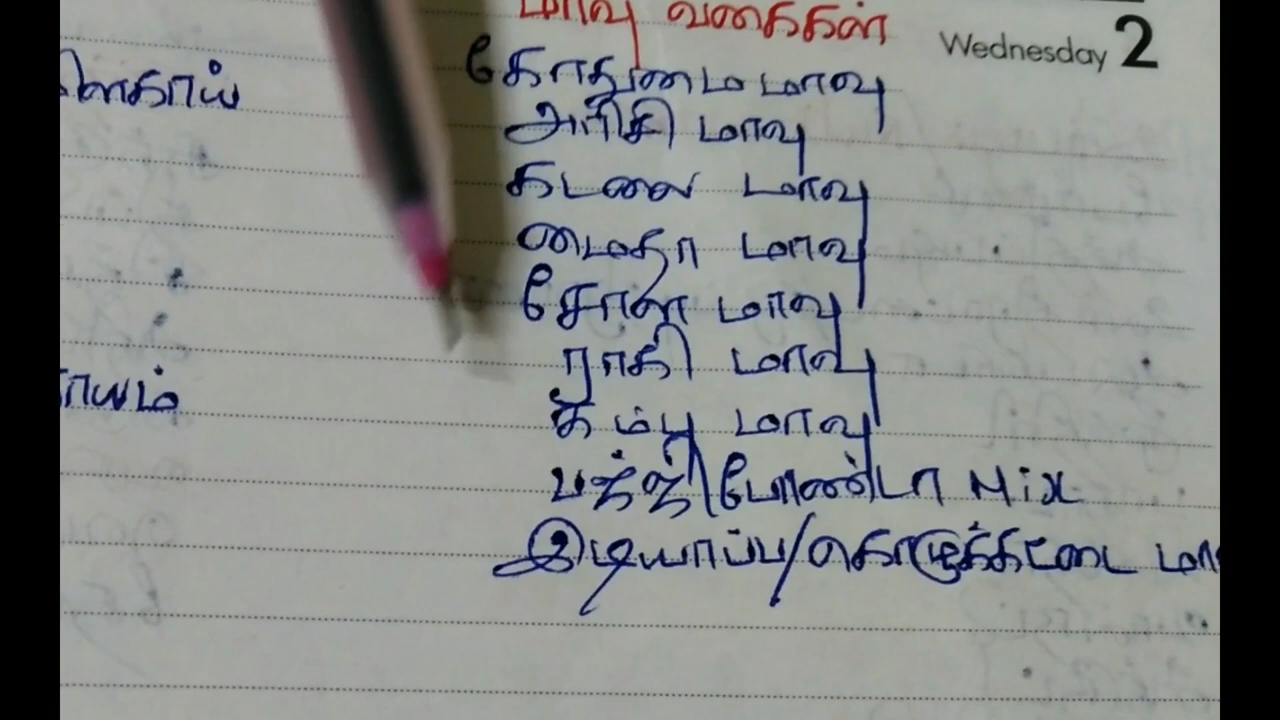 மாவு வகைகள்
Wednesday 2
கோதுமை மாவு
அரிசி மாவு
கடலை மாவு
மைதா மாவு
சோள மாவு
ராகி மாவு
கம்பு மாவு
பஜ்ஜி/போண்டா Mix
இடியாப்ப/கொழுக்கட்டை மா